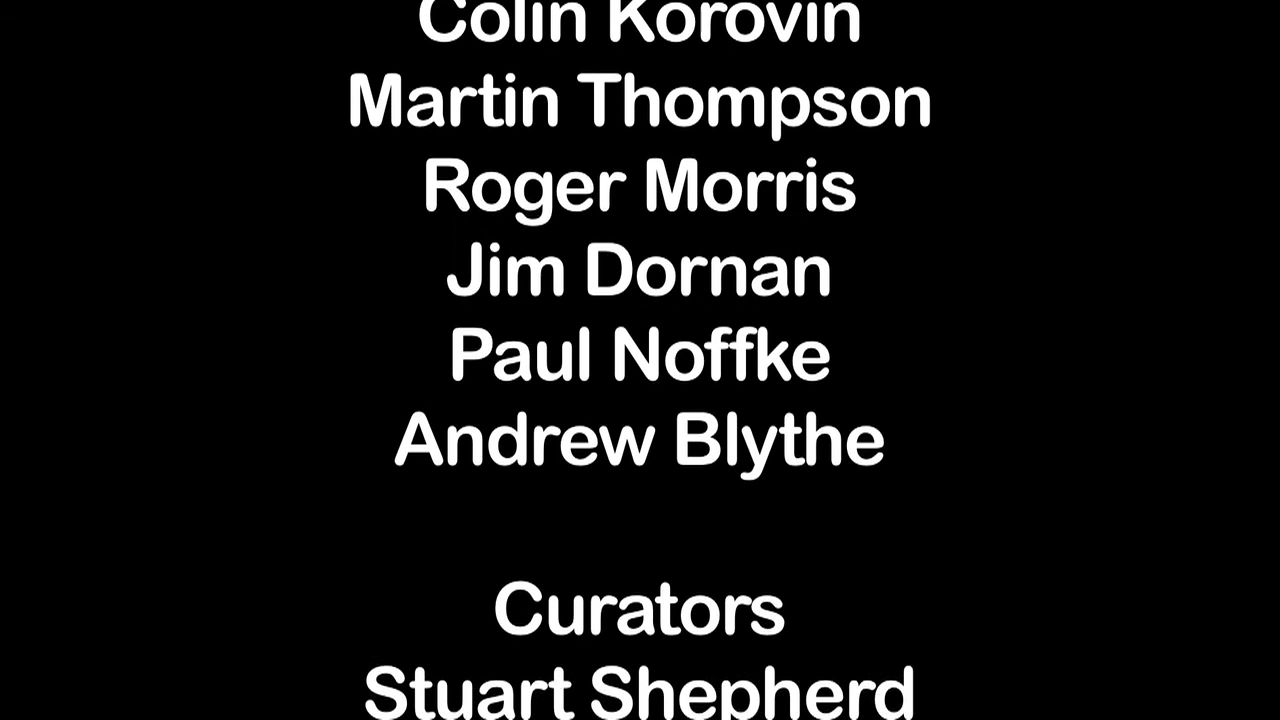 Colin Korovin
Martin Thompson
Roger Morris
Jim Dornan
Paul Noffke
Andrew Blythe
Curators
Stuart Shepherd